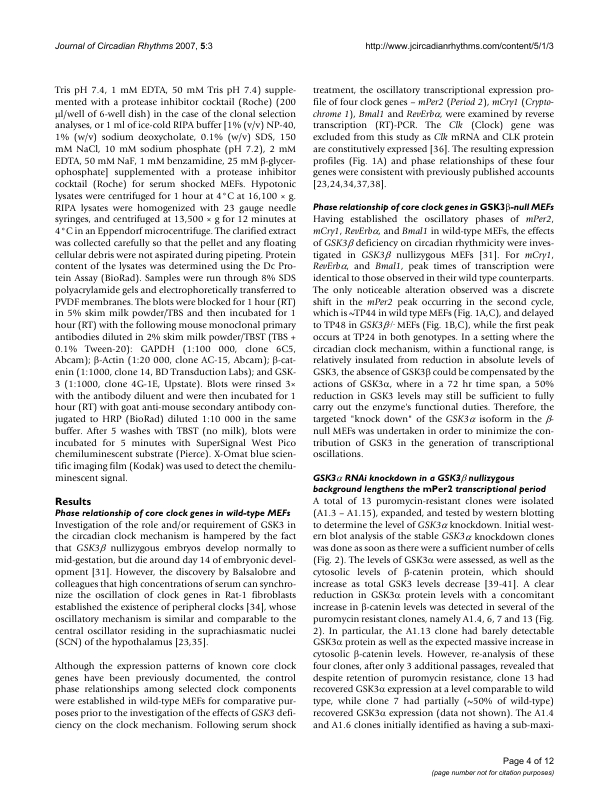 Journal of Circadian Rhythms 2007, 5:3
http://www.jcircadianrhythms.com/content/5/1/3
Tris pH 7.4, 1 mM EDTA, 50 mM Tris pH 7.4) supple-
mented with a protease inhibitor cocktail (Roche) (200
μl/well of 6-well dish) in the case of the clonal selection
analyses, or 1 ml of ice-cold RIPA buffer [1% (v/v) NP-40,
1% (w/v) sodium deoxycholate, 0.1% (w/v) SDS, 150
mM NaCl, 10 mM sodium phosphate (pH 7.2), 2 mM
EDTA, 50 mM NaF, 1 mM benzamidine, 25 mM β-glycer-
ophosphate] supplemented with a protease inhibitor
cocktail (Roche) for serum shocked MEFs. Hypotonic
lysates were centrifuged for 1 hour at 4°C at 16,100 × g.
RIPA lysates were homogenized with 23 gauge needle
syringes, and centrifuged at 13,500 × g for 12 minutes at
4°C in an Eppendorf microcentrifuge. The clarified extract
was collected carefully so that the pellet and any floating
cellular debris were not aspirated during pipeting. Protein
content of the lysates was determined using the Dc Pro-
tein Assay (BioRad). Samples were run through 8% SDS
polyacrylamide gels and electrophoretically transferred to
PVDF membranes. The blots were blocked for 1 hour (RT)
in 5% skim milk powder/TBS and then incubated for 1
hour (RT) with the following mouse monoclonal primary
antibodies diluted in 2% skim milk powder/TBST (TBS +
0.1% Tween-20): GAPDH (1:100 000, clone 6C5,
Abcam); β-Actin (1:20 000, clone AC-15, Abcam); β-cat-
enin (1:1000, clone 14, BD Transduction Labs); and GSK-
3 (1:1000, clone 4G-1E, Upstate). Blots were rinsed 3×
with the antibody diluent and were then incubated for 1
hour (RT) with goat anti-mouse secondary antibody con-
jugated to HRP (BioRad) diluted 1:10 000 in the same
buffer. After 5 washes with TBST (no milk), blots were
incubated for 5 minutes with SuperSignal West Pico
chemiluminescent substrate (Pierce). X-Omat blue scien-
tific imaging film (Kodak) was used to detect the chemilu-
minescent signal.
Results
Phase relationship of core clock genes in wild-type MEFs
Investigation of the role and/or requirement of GSK3 in
the circadian clock mechanism is hampered by the fact
that GSK3β nullizygous embryos develop normally to
mid-gestation, but die around day 14 of embryonic devel-
opment [31]. However, the discovery by Balsalobre and
colleagues that high concentrations of serum can synchro-
nize the oscillation of clock genes in Rat-1 fibroblasts
established the existence of peripheral clocks [34], whose
oscillatory mechanism is similar and comparable to the
central oscillator residing in the suprachiasmatic nuclei
(SCN) of the hypothalamus [23,35].
Although the expression patterns of known core clock
genes have been previously documented, the control
phase relationships among selected clock components
were established in wild-type MEFs for comparative pur-
poses prior to the investigation of the effects of GSK3 defi-
ciency on the clock mechanism. Following serum shock
treatment, the oscillatory transcriptional expression pro-
file of four clock genes – mPer2 (Period 2), mCry1 (Crypto-
chrome 1), Bmal1 and RevErbα, were examined by reverse
transcription (RT)-PCR. The Clk (Clock) gene was
excluded from this study as Clk mRNA and CLK protein
are constitutively expressed [36]. The resulting expression
profiles (Fig. 1A) and phase relationships of these four
genes were consistent with previously published accounts
[23,24,34,37,38].
Phase relationship of core clock genes in GSK3β-null MEFs
Having established the oscillatory phases of mPer2,
mCry1, RevErbα, and Bmal1 in wild-type MEFs, the effects
of GSK3β deficiency on circadian rhythmicity were inves-
tigated in GSK3β nullizygous MEFs [31]. For mCry1,
RevErbα, and Bmal1, peak times of transcription were
identical to those observed in their wild type counterparts.
The only noticeable alteration observed was a discrete
shift in the mPer2 peak occurring in the second cycle,
which is ~TP44 in wild type MEFs (Fig. 1A,C), and delayed
to TP48 in GSK3β-/- MEFs (Fig. 1B,C), while the first peak
occurs at TP24 in both genotypes. In a setting where the
circadian clock mechanism, within a functional range, is
relatively insulated from reduction in absolute levels of
GSK3, the absence of GSK3β could be compensated by the
actions of GSK3α, where in a 72 hr time span, a 50%
reduction in GSK3 levels may still be sufficient to fully
carry out the enzyme's functional duties. Therefore, the
targeted "knock down" of the GSK3α isoform in the β-
null MEFs was undertaken in order to minimize the con-
tribution of GSK3 in the generation of transcriptional
oscillations.
GSK3α RNAi knockdown in a GSK3β nullizygous
background lengthens the mPer2 transcriptional period
A total of 13 puromycin-resistant clones were isolated
(A1.3 – A1.15), expanded, and tested by western blotting
to determine the level of GSK3α knockdown. Initial west-
ern blot analysis of the stable GSK3α knockdown clones
was done as soon as there were a sufficient number of cells
(Fig. 2). The levels of GSK3α were assessed, as well as the
cytosolic levels of β-catenin protein, which should
increase as total GSK3 levels decrease [39-41]. A clear
reduction in GSK3α protein levels with a concomitant
increase in β-catenin levels was detected in several of the
puromycin resistant clones, namely A1.4, 6, 7 and 13 (Fig.
2). In particular, the A1.13 clone had barely detectable
GSK3α protein as well as the expected massive increase in
cytosolic β-catenin levels. However, re-analysis of these
four clones, after only 3 additional passages, revealed that
despite retention of puromycin resistance, clone 13 had
recovered GSK3α expression at a level comparable to wild
type, while clone 7 had partially (~50% of wild-type)
recovered GSK3α expression (data not shown). The A1.4
and A1.6 clones initially identified as having a sub-maxi-
Page 4 of 12
(page number not for citation purposes)